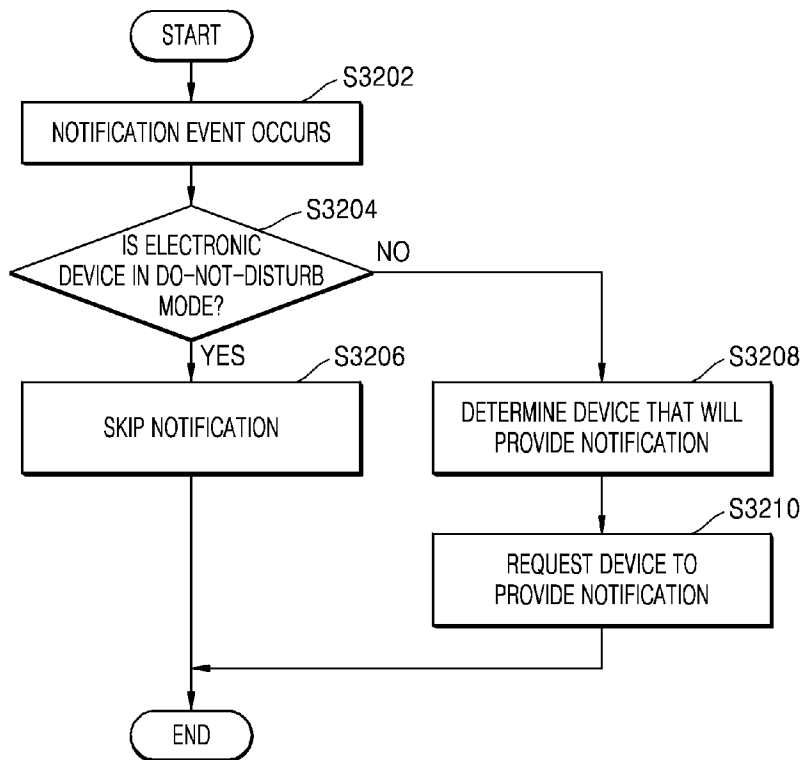 START
S3202
NOTIFICATION EVENT OCCURS
S3204
IS ELECTRONIC
DEVICE IN DO-NOT-DISTURB
MODE?
NO
YES
S3206
SKIP NOTIFICATION
S3208
DETERMINE DEVICE THAT WILL
PROVIDE NOTIFICATION
S3210
REQUEST DEVICE TO
PROVIDE NOTIFICATION
END